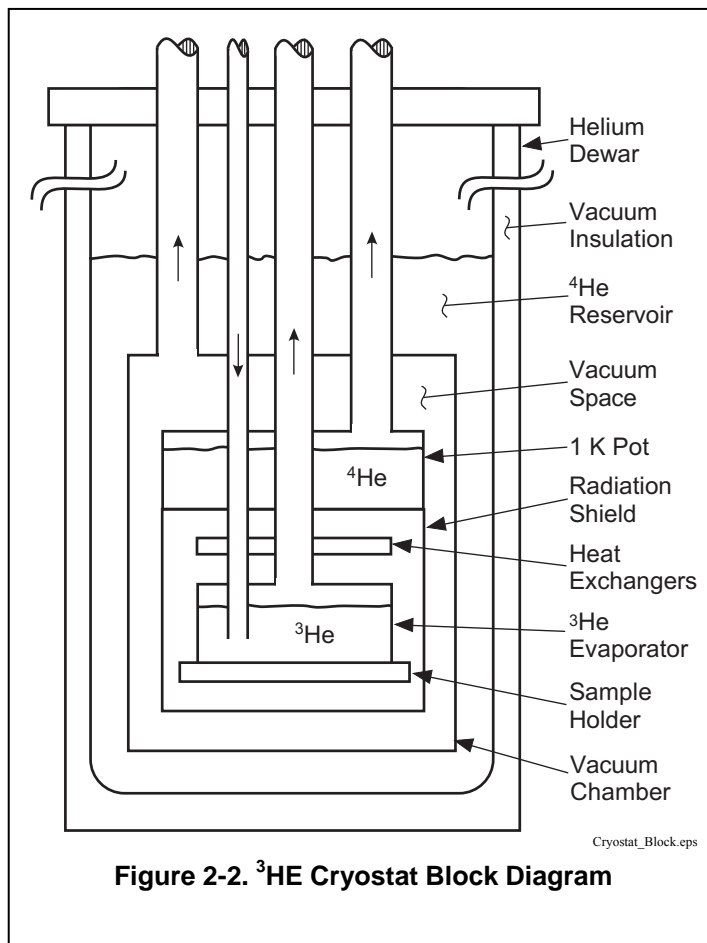 Helium
Dewar
Vacuum
Insulation
⁴He
Reservoir
Vacuum
Space
1 K Pot
⁴He
Radiation
Shield
Heat
Exchangers
³He
³He
Evaporator
Sample
Holder
Vacuum
Chamber
Cryostat_Block.eps
Figure 2-2. ³HE Cryostat Block Diagram